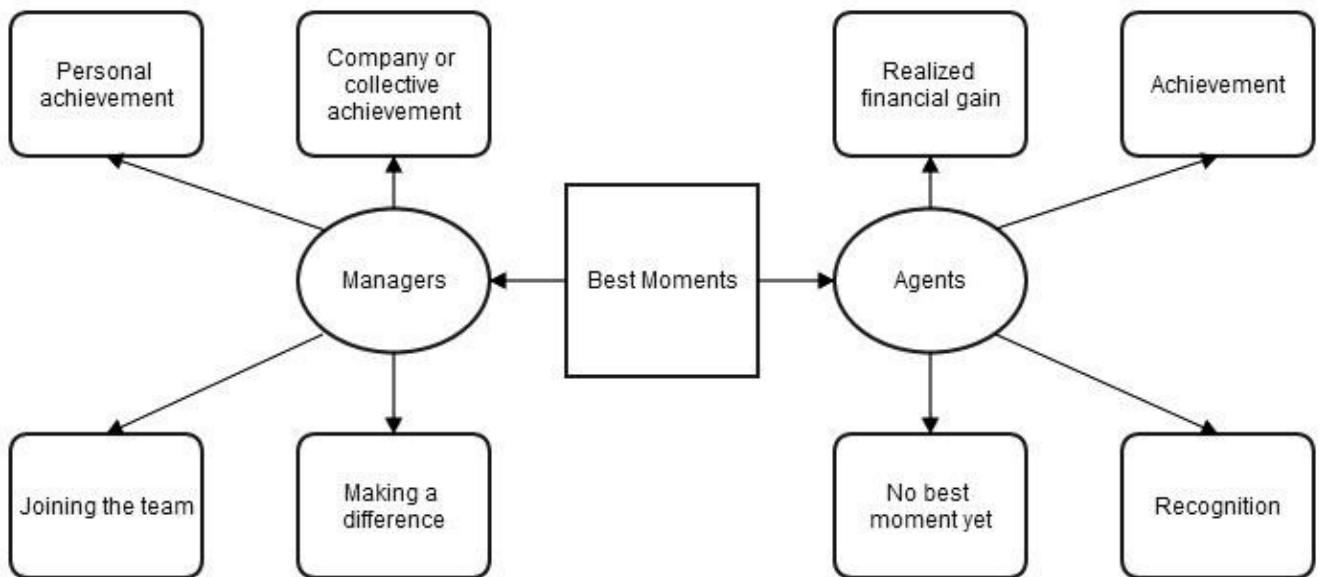 Personal
achievement
Company or
collective
achievement
Realized
financial gain
Achievement
Managers
Best Moments
Agents
Joining the team
Making a
difference
No best
moment yet
Recognition